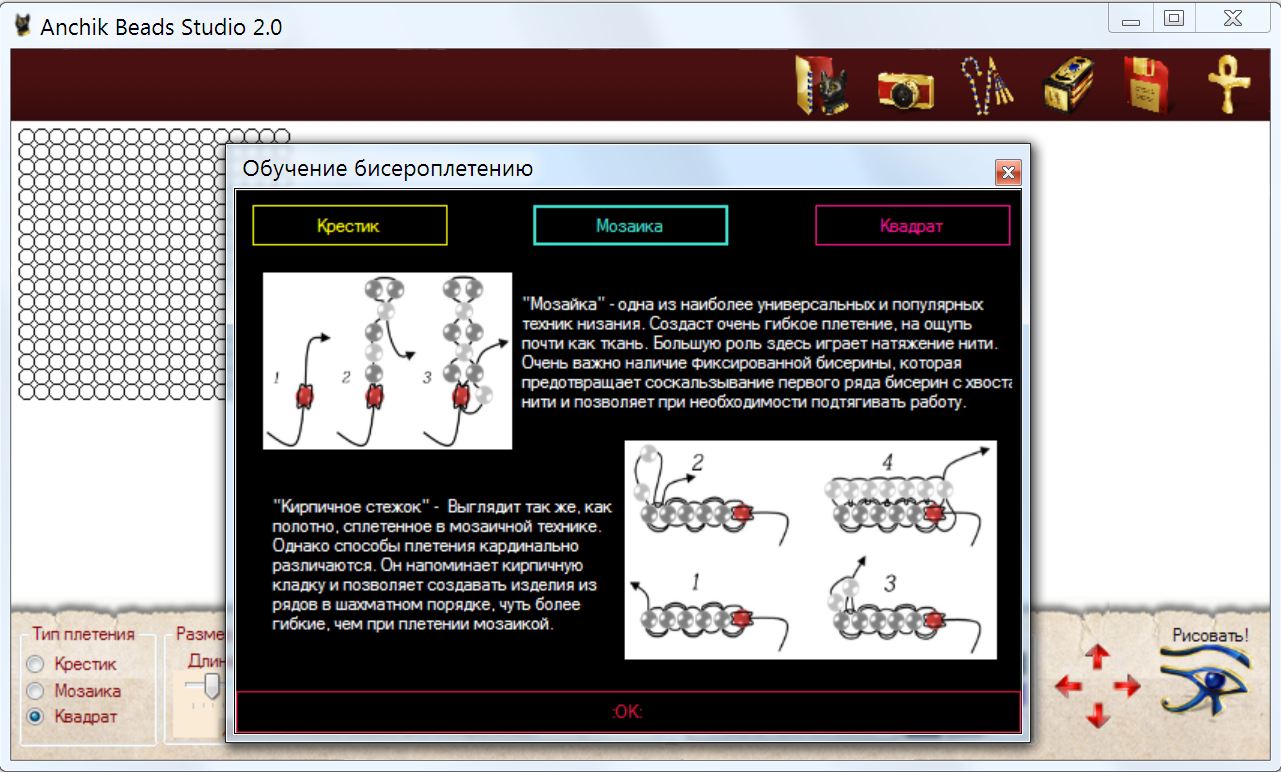 Anchik Beads Studio 2.0
Обучение бисероплетению
Крестик
Мозаика
Квадрат
1
2
3
"Мозайка" - одна из наиболее универсальных и популярных
техник низания. Создаст очень гибкое плетение, на ощупь
почти как ткань. Большую роль здесь играет натяжение нити.
Очень важно наличие фиксированной бисерины, которая
предотвращает соскальзывание первого ряда бисерин с хвоста
нити и позволяет при необходимости подтягивать работу.
2
4
1
3
"Кирпичное стежок" - Выглядит так же, как
полотно, сплетенное в мозаичной технике.
Однако способы плетения кардинально
различаются. Он напоминает кирпичную
кладку и позволяет создавать изделия из
рядов в шахматном порядке, чуть более
гибкие, чем при плетении мозаикой.
:OK:
Тип плетения
Крестик
Мозаика
Квадрат
Разме
Длин
Рисовать!